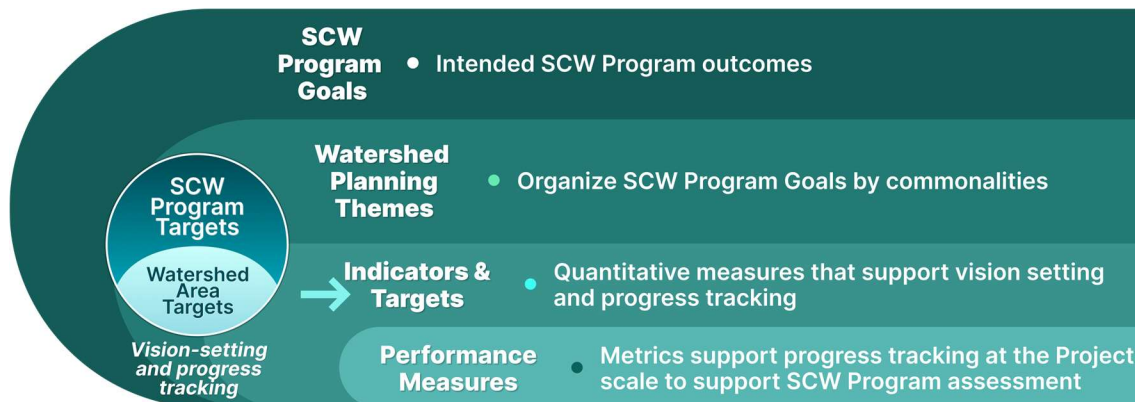 SCW
Program
Goals
• Intended SCW Program outcomes
Watershed
Planning
Themes
• Organize SCW Program Goals by commonalities
SCW
Program
Targets
Watershed
Area
Targets
Vision-setting
and progress
tracking
Indicators &
Targets
• Quantitative measures that support vision setting
and progress tracking
Performance
Measures
• Metrics support progress tracking at the Project
scale to support SCW Program assessment